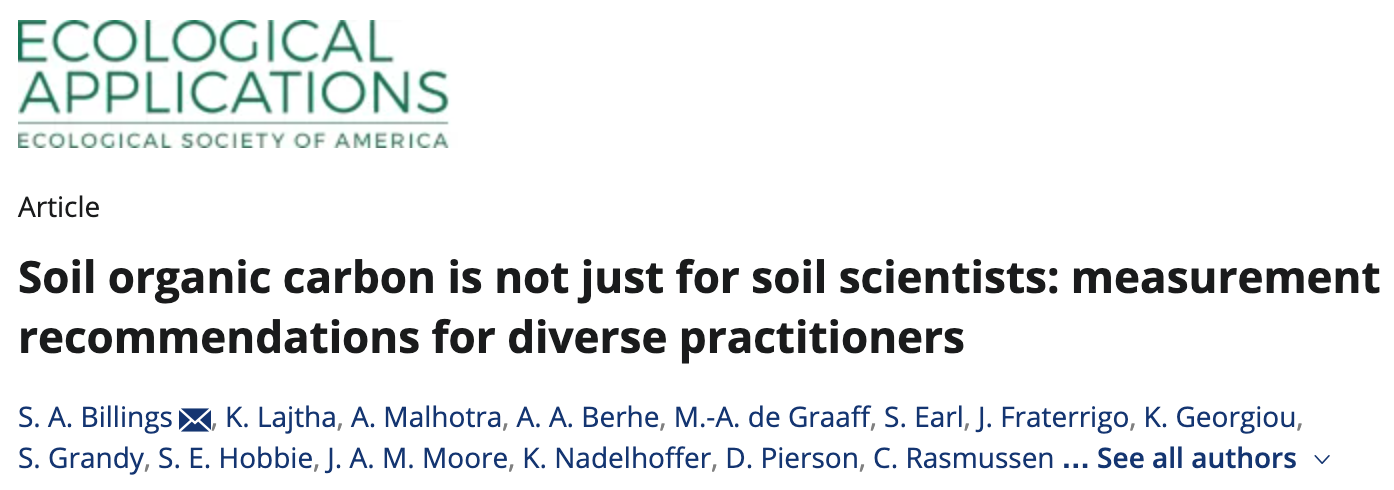 ECOLOGICAL
APPLICATIONS
ECOLOGICAL SOCIETY OF AMERICA
Article
Soil organic carbon is not just for soil scientists: measurement
recommendations for diverse practitioners
S. A. Billings, K. Lajtha, A. Malhotra, A. A. Berhe, M.-A. de Graaff, S. Earl, J. Fraterrigo, K. Georgiou,
S. Grandy, S. E. Hobbie, J. A. M. Moore, K. Nadelhoffer, D. Pierson, C. Rasmussen ... See all authors